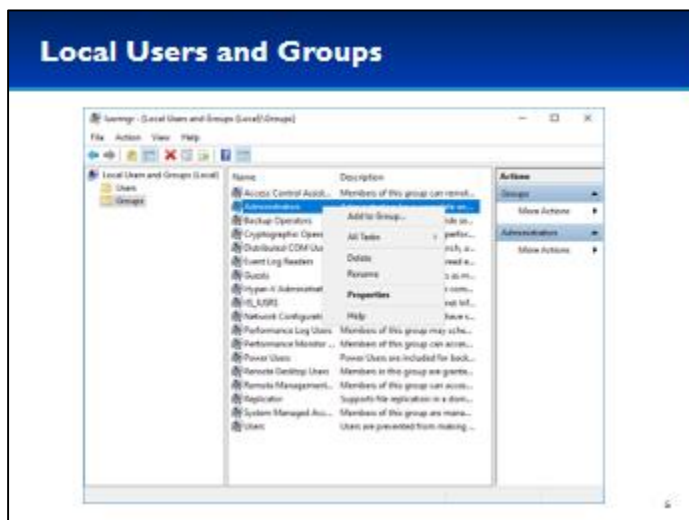 Local Users and Groups
lusrmgr - [Local Users and Groups (Local)\Groups]
File Action View Help
Local Users and Groups (Local)
Users
Groups
Name Description
Access Control Assist... Members of this group can remot...
Administrators
Backup Operators
Cryptographic Opera
Distributed COM Use
Event Log Readers
Guests
Hyper-V Administrat
IIS_IUSRS
Network Configurati
Performance Log Users Members of this group may sche...
Performance Monitor ... Members of this group can acces...
Power Users Power Users are included for back...
Remote Desktop Users Members in this group are grante...
Remote Management... Members of this group can acces...
Replicator Supports file replication in a dom...
System Managed Acc... Members of this group are mana...
Users Users are prevented from making ...
Add to Group...
All Tasks
Delete
Rename
Properties
Help
Actions
Groups
More Actions
Administrators
More Actions